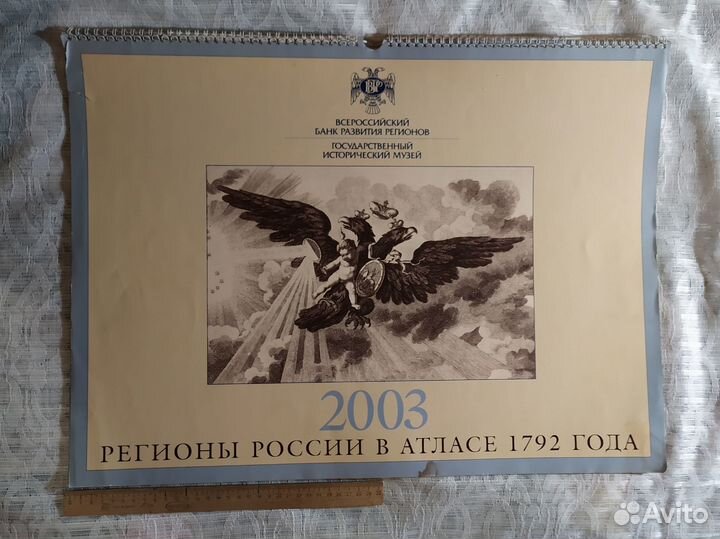 ВСЕРОССИЙСКИЙ
БАНК РАЗВИТИЯ РЕГИОНОВ
ГОСУДАРСТВЕННЫЙ
ИСТОРИЧЕСКИЙ МУЗЕЙ
2003
РЕГИОНЫ РОССИИ В АТЛАСЕ 1792 ГОДА
Avito